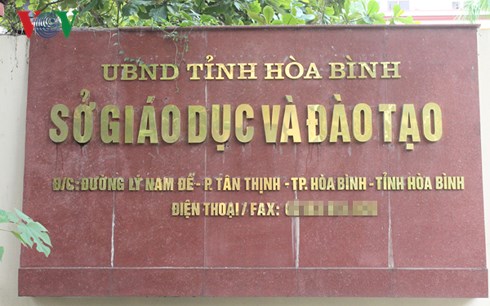 VOV
UBND TỈNH HÒA BÌNH
SỞ GIÁO DỤC VÀ ĐÀO TẠO
Đ/C: ĐƯỜNG LÝ NAM ĐẾ - P. TÂN THỊNH - TP. HÒA BÌNH - TỈNH HÒA BÌNH
ĐIỆN THOẠI / FAX: